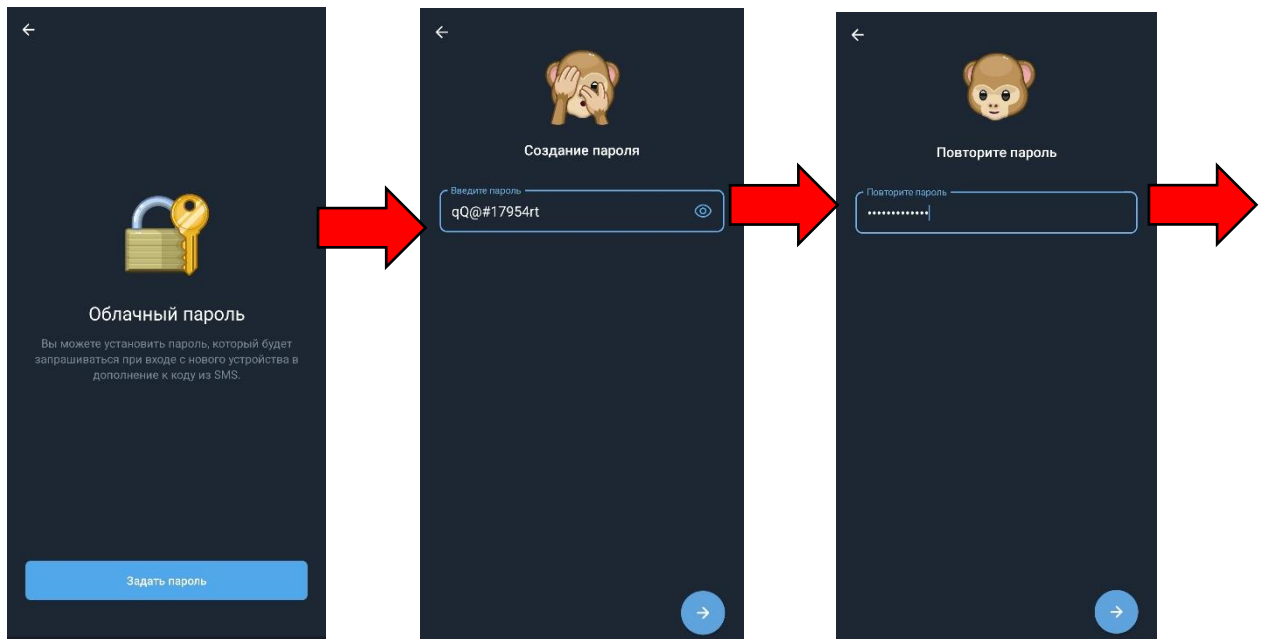 Облачный пароль
Вы можете установить пароль, который будет
запрашиваться при входе с нового устройства в
дополнение к коду из SMS.
Задать пароль
Создание пароля
Введите пароль
qQ@#17954rt
Повторите пароль
Повторите пароль
•••••••••••••